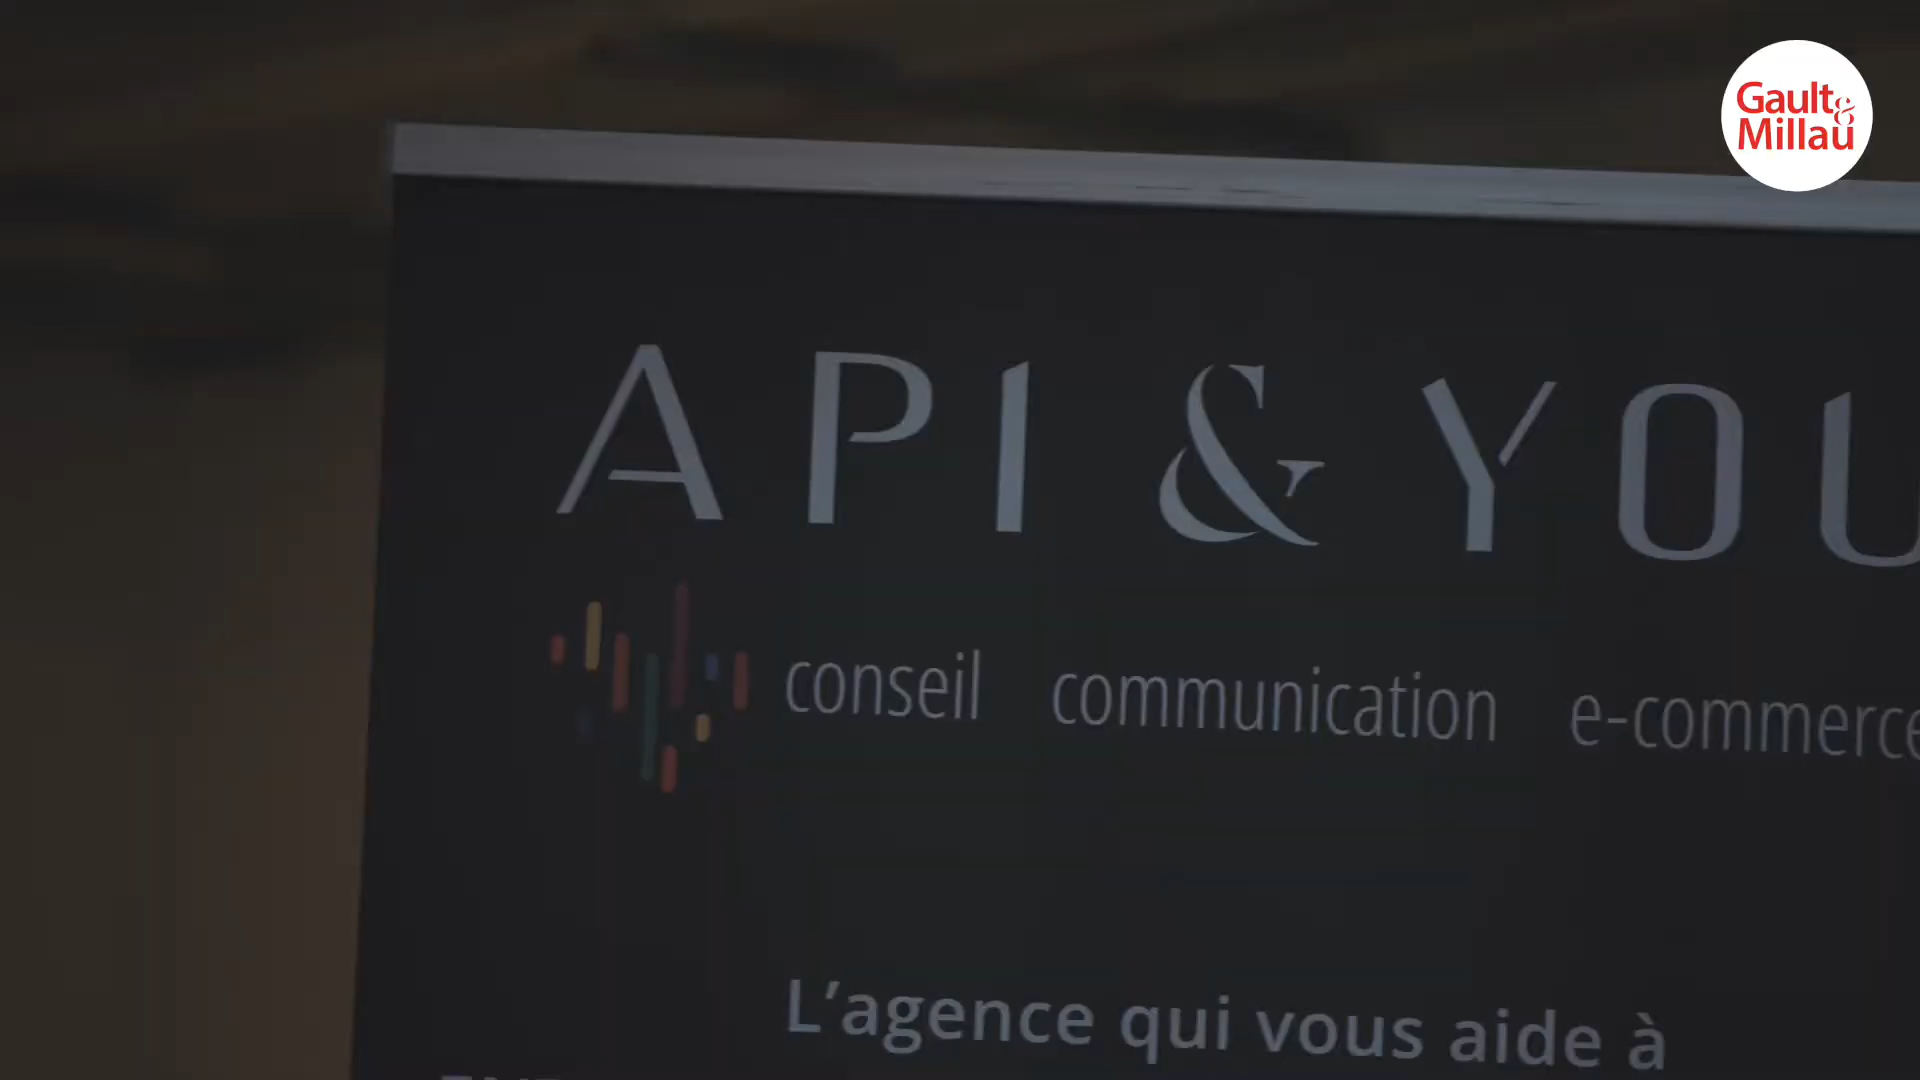 Gault&
Millau
API & YOU
conseil communication e-commerce
L'agence qui vous aide à